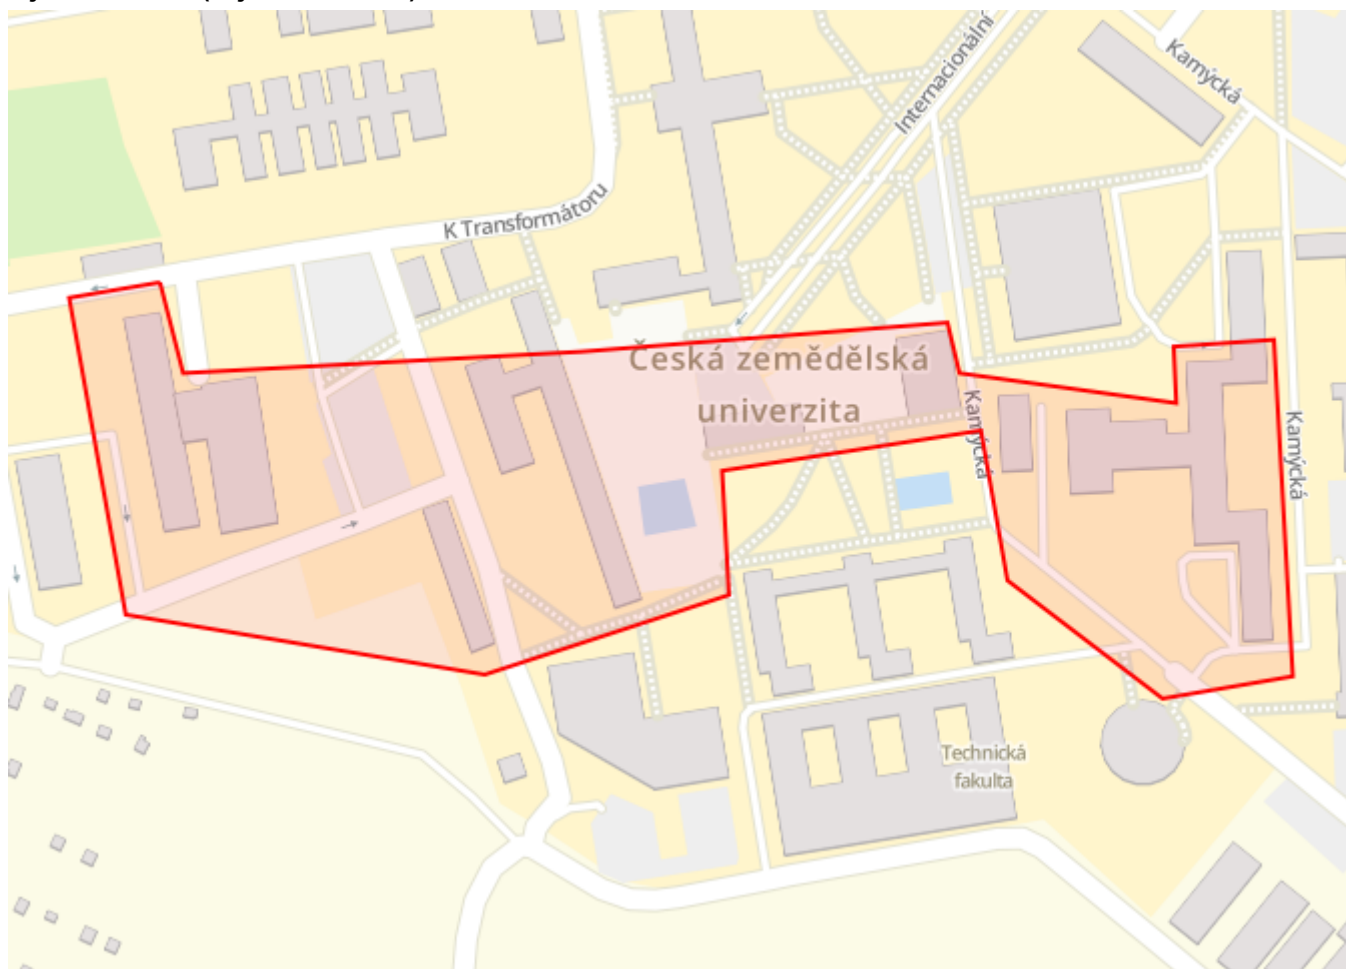 Internacionální
Kamýcká
K Transformátoru
Česká zemědělská
univerzita
Kamýcká
Kamýcká
Technická
fakulta